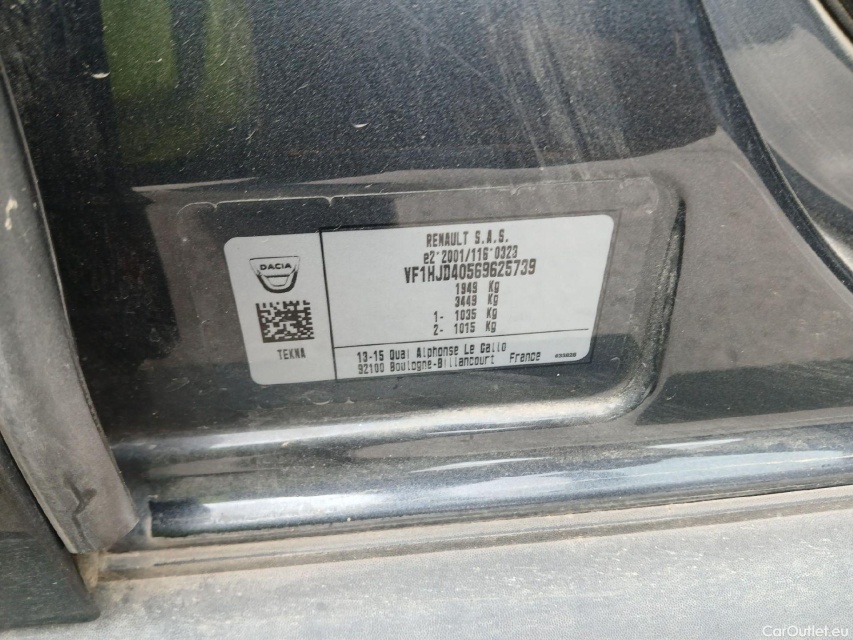 DACIA
TEKNA
RENAULT S.A.S.
e2*2001/116*0323
VF1HJD40569625739
1949 Kg
3449 Kg
1- 1035 Kg
2- 1015 Kg
13-15 Quai Alphonse Le Gallo
92100 Boulogne-Billancourt France
CarOutlet.eu